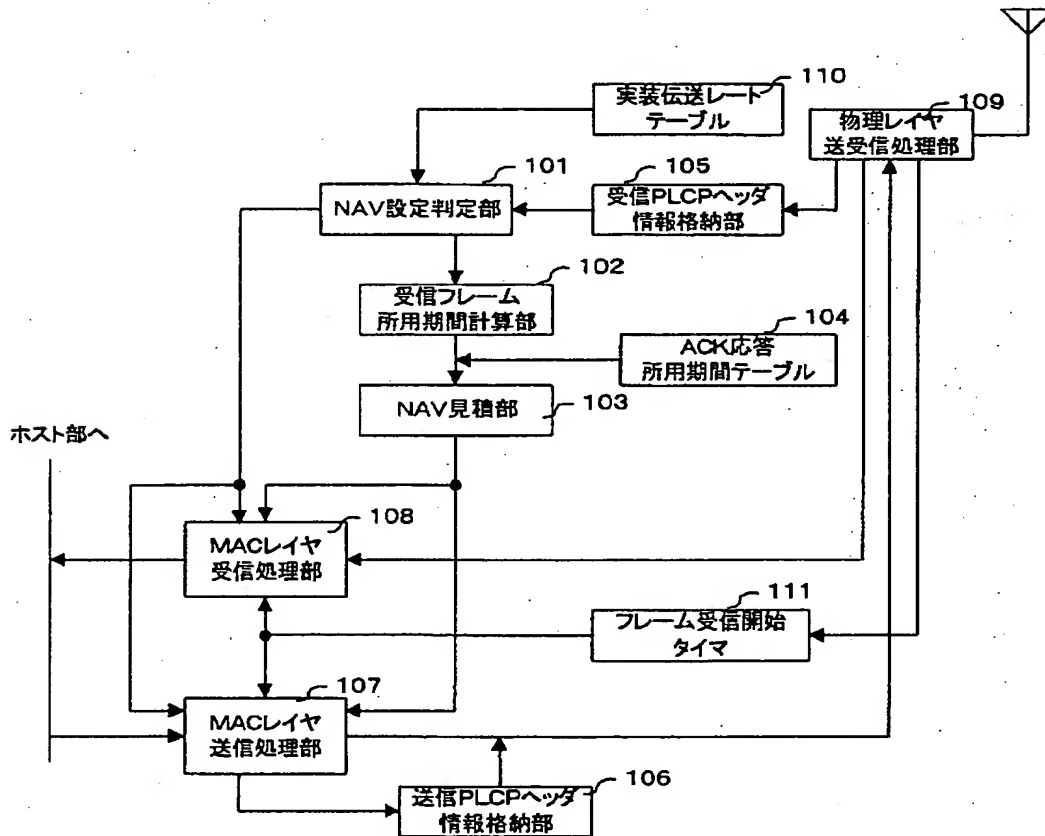 110
実装伝送レート
テーブル
109
物理レイヤ
送受信処理部
101
NAV設定判定部
105
受信PLCPヘッダ
情報格納部
102
受信フレーム
所用期間計算部
104
ACK応答
所用期間テーブル
NAV見積部
103
ホスト部へ
108
MACレイヤ
受信処理部
111
フレーム受信開始
タイマ
107
MACレイヤ
送信処理部
106
送信PLCPヘッダ
情報格納部